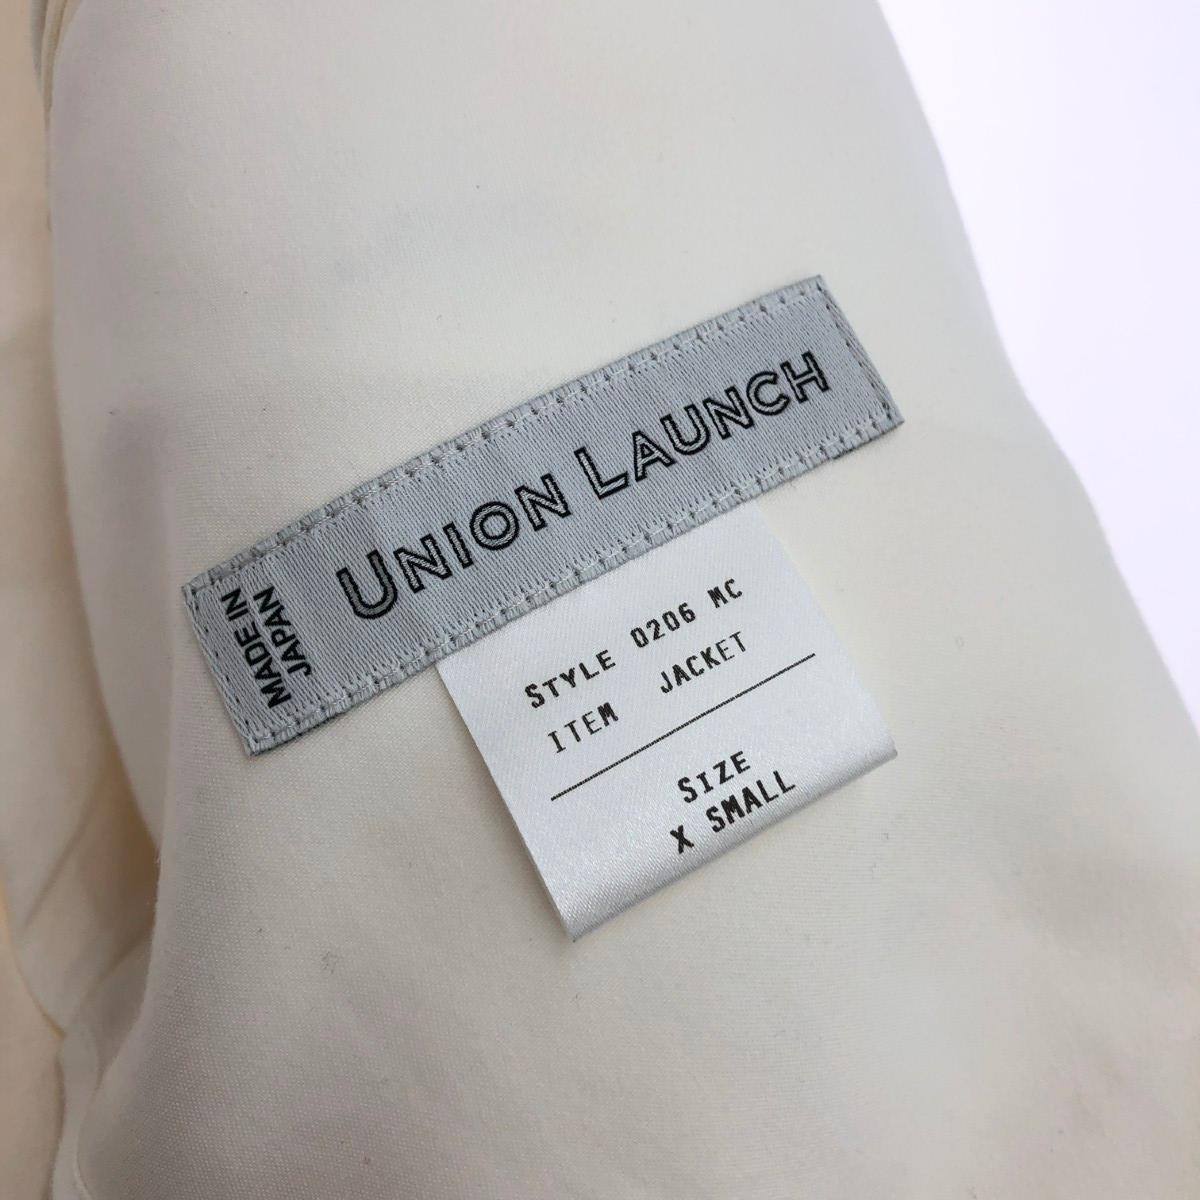 UNION LAUNCH
MADE IN
JAPAN
STYLE 0206 MC
ITEM JACKET
SIZE
X SMALL